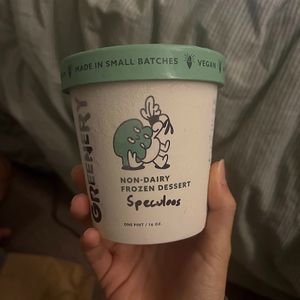 MADE IN SMALL BATCHES VEGAN
GREENERY
NON-DAIRY
FROZEN DESSERT
Speculoos
ONE PINT / 16 OZ